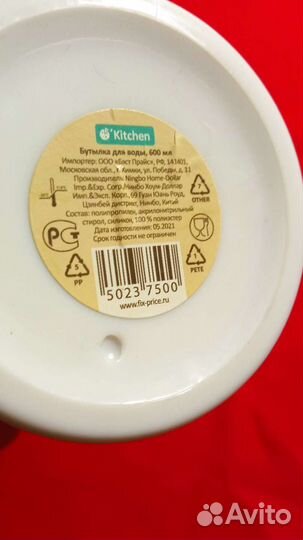 Kitchen
Бутылка для воды, 600 мл
Импортер: ООО «Бэст Прайс», РФ, 141401,
Московская обл., г. Химки, ул. Победы, д. 11
Производитель: Ningbo Home-Dollar
Imp.&Exp. Corp./Нинбо Хоум-Доллар
Имп.&Эксп. Корп., 69 Гуан Юань Роуд,
Цзянбей дистрикт, Нинбо, Китай
Состав: полипропилен, акрилонитрильный
стирол, силикон, 100 % полиэстер
Дата изготовления: 05.2021
Срок годности не ограничен
7
OTHER
РСТ
5
PP
1
PETE
5023 7500
www.fix-price.ru
Avito